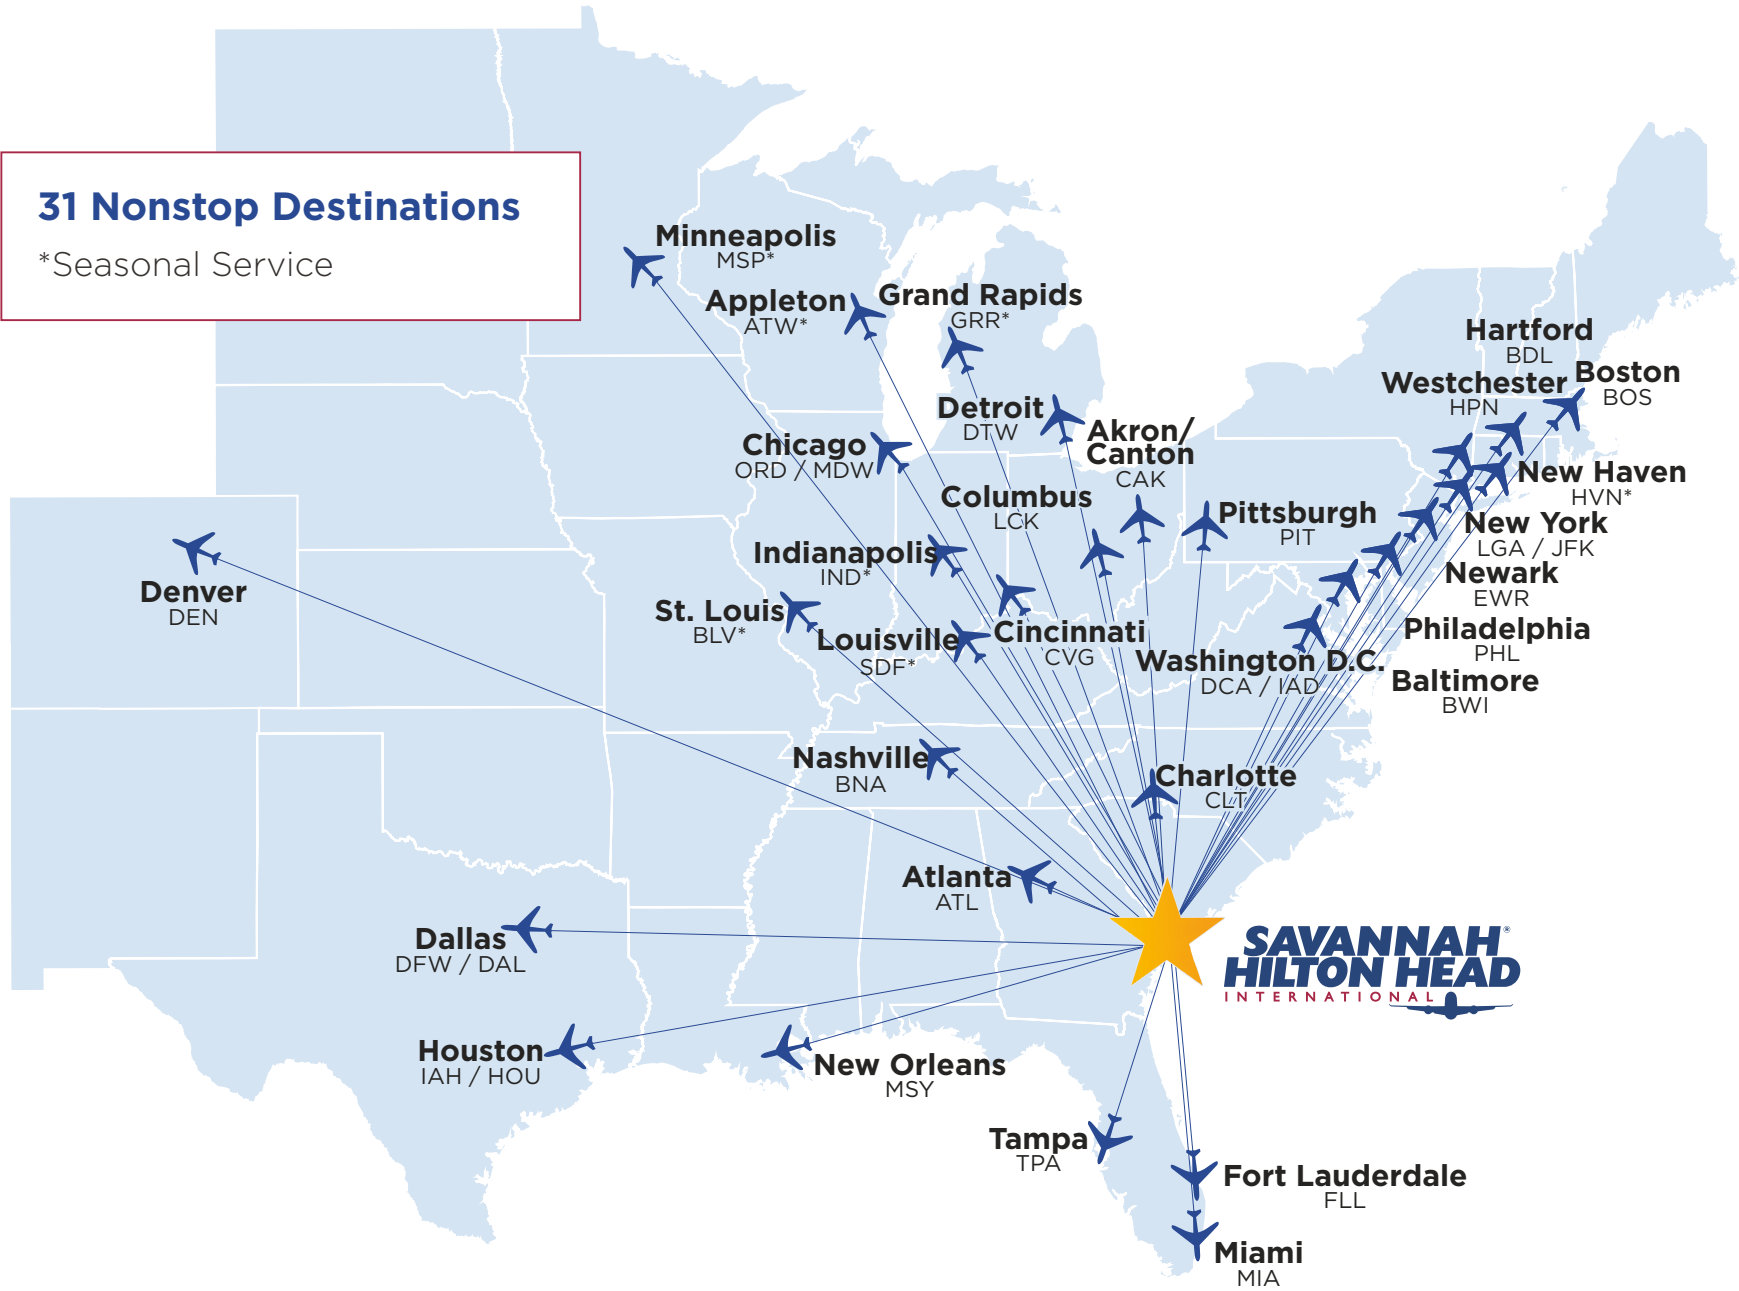 31 Nonstop Destinations
*Seasonal Service
Minneapolis
MSP*
Appleton
ATW*
Grand Rapids
GRR*
Hartford
BDL
Boston
BOS
Westchester
HPN
Detroit
DTW
Akron/
Canton
CAK
Chicago
ORD / MDW
New Haven
HVN*
Columbus
LCK
Pittsburgh
PIT
New York
LGA / JFK
Indianapolis
IND*
Newark
EWR
Denver
DEN
St. Louis
BLV*
Louisville
SDF*
Cincinnati
CVG
Philadelphia
PHL
Washington D.C.
DCA / IAD
Baltimore
BWI
Nashville
BNA
Charlotte
CLT
Atlanta
ATL
Dallas
DFW / DAL
SAVANNAH®
HILTON HEAD
INTERNATIONAL
Houston
IAH / HOU
New Orleans
MSY
Tampa
TPA
Fort Lauderdale
FLL
Miami
MIA